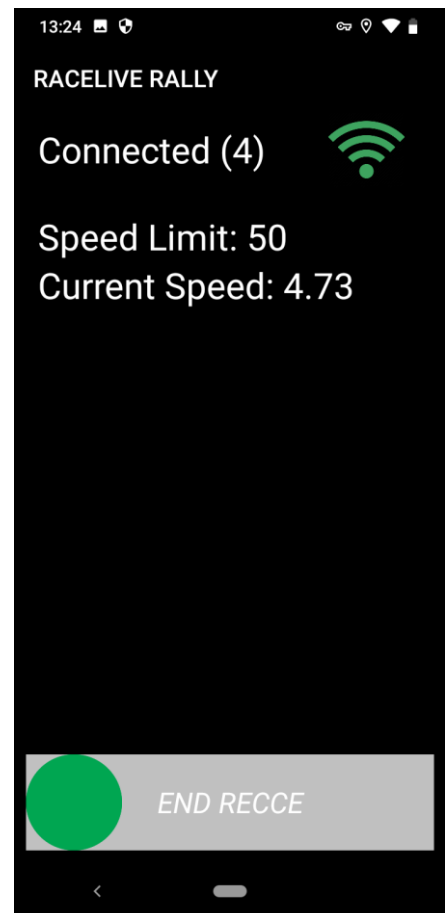 13:24
RACELIVE RALLY
Connected (4)
Speed Limit: 50
Current Speed: 4.73
END RECCE